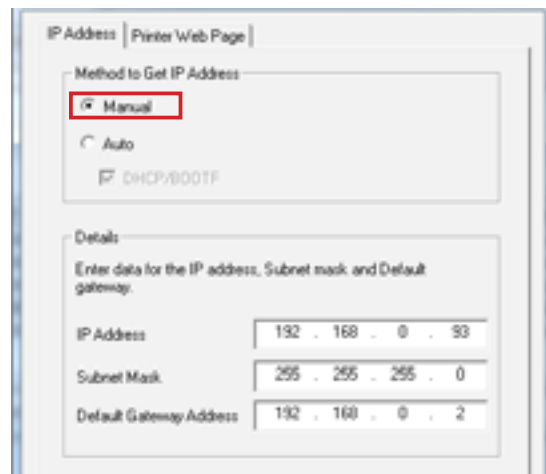 IP Address Printer Web Page
Method to Get IP Address
Manual
Auto
DHCP/BOOTP
Details
Enter data for the IP address, Subnet mask and Default
gateway.
IP Address 192 . 168 . 0 . 93
Subnet Mask 255 . 255 . 255 . 0
Default Gateway Address 192 . 168 . 0 . 2